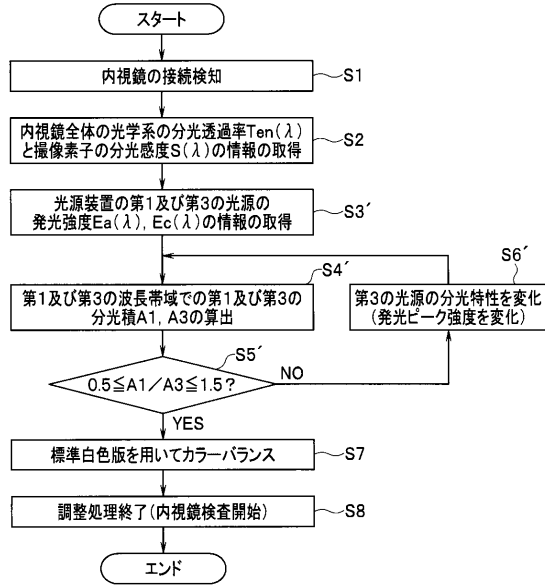 スタート
内視鏡の接続検知
S1
内視鏡全体の光学系の分光透過率Ten(λ)
と撮像素子の分光感度S(λ)の情報の取得
S2
光源装置の第1及び第3の光源の
発光強度Ea(λ), Ec(λ)の情報の取得
S3´
S4´
第1及び第3の波長帯域での第1及び第3の
分光積A1, A3の算出
S6´
第3の光源の分光特性を変化
(発光ピーク強度を変化)
S5´
0.5≦A1/A3≦1.5?
NO
YES
標準白色版を用いてカラーバランス
S7
調整処理終了(内視鏡検査開始)
S8
エンド